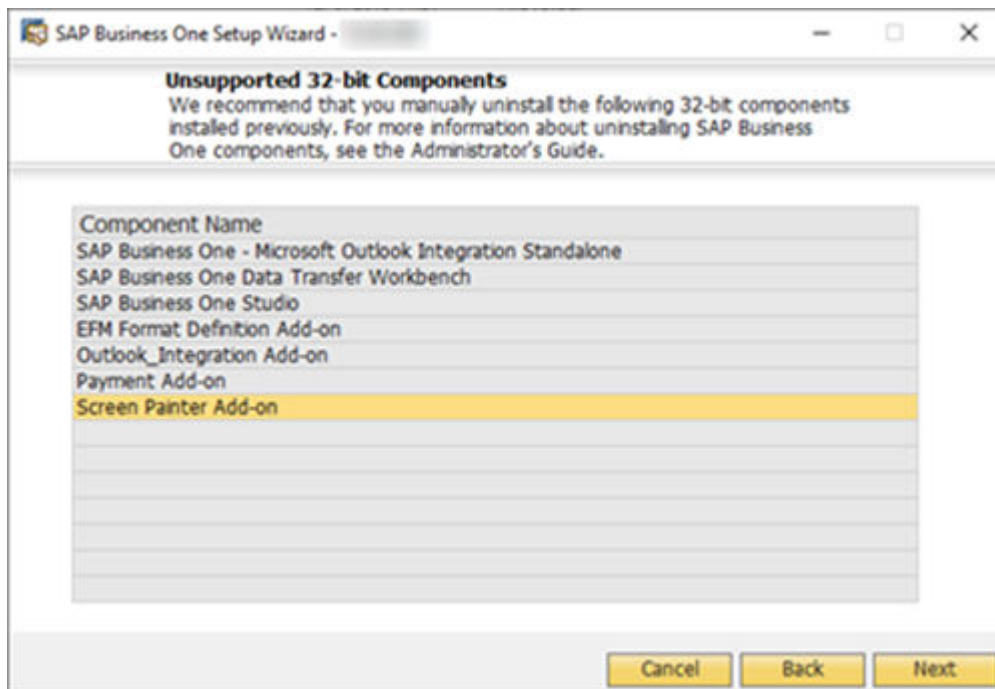 SAP Business One Setup Wizard -
Unsupported 32-bit Components
We recommend that you manually uninstall the following 32-bit components
installed previously. For more information about uninstalling SAP Business
One components, see the Administrator's Guide.
Component Name
SAP Business One - Microsoft Outlook Integration Standalone
SAP Business One Data Transfer Workbench
SAP Business One Studio
EFM Format Definition Add-on
Outlook_Integration Add-on
Payment Add-on
Screen Painter Add-on
Cancel Back Next